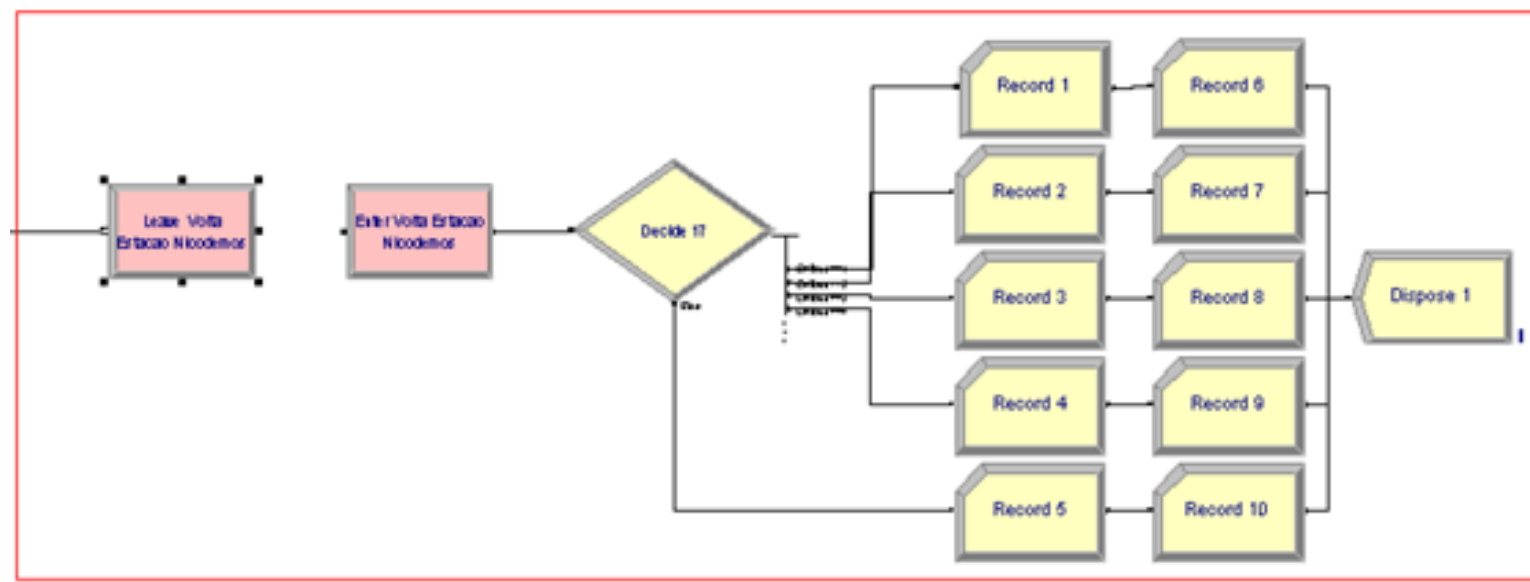 Leave Volta
Estacao Nicodemos
Enter Volta Estacao
Nicodemos
Decide 17
Else
Record 1
Record 6
Record 2
Record 7
Record 3
Record 8
Record 4
Record 9
Record 5
Record 10
Dispose 1